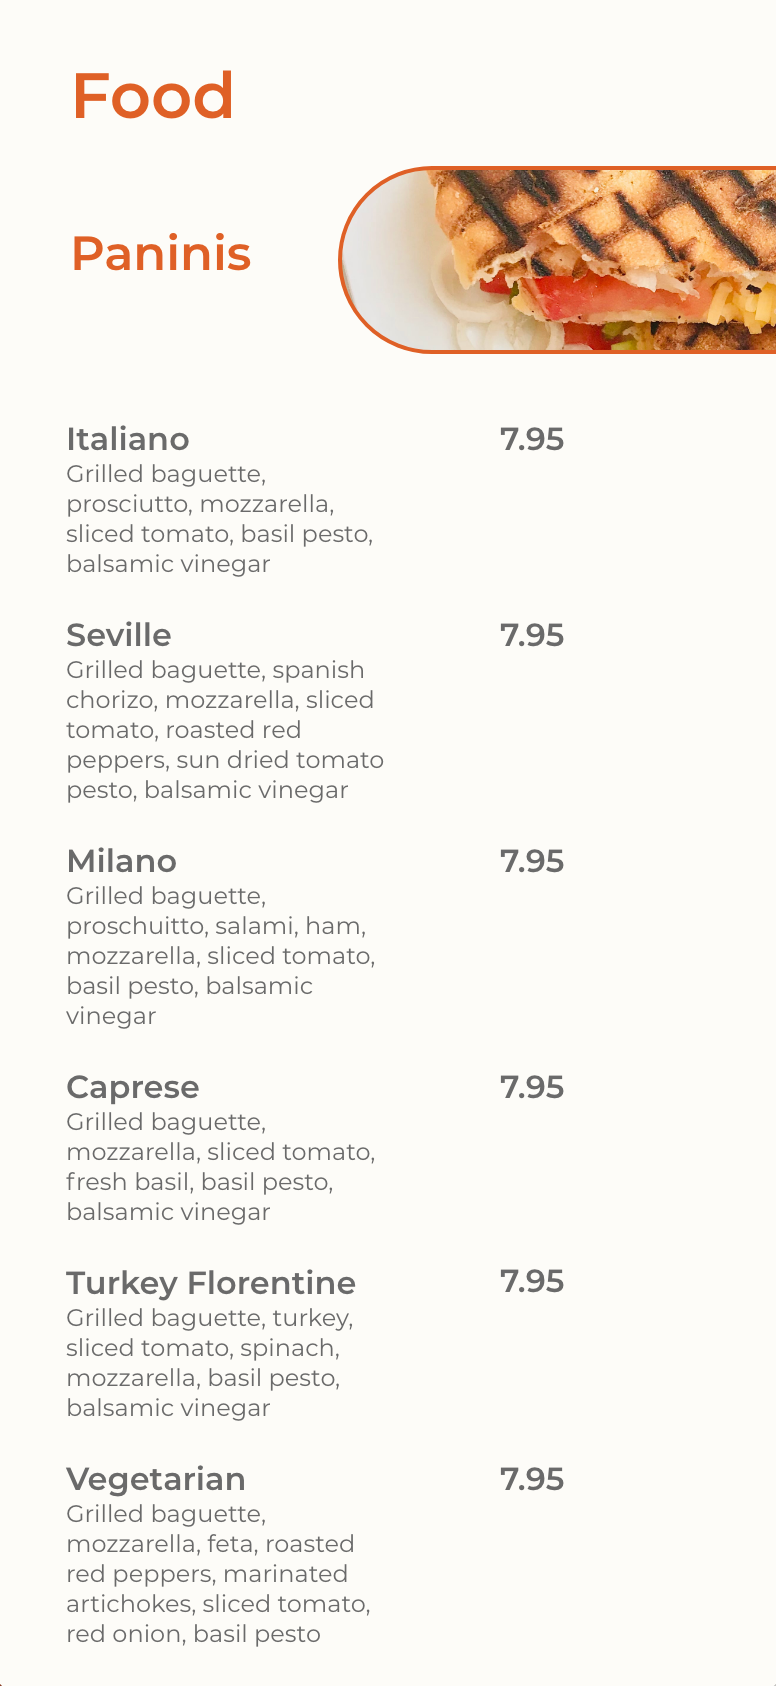 Food
Paninis
Italiano 7.95
Grilled baguette,
prosciutto, mozzarella,
sliced tomato, basil pesto,
balsamic vinegar
Seville 7.95
Grilled baguette, spanish
chorizo, mozzarella, sliced
tomato, roasted red
peppers, sun dried tomato
pesto, balsamic vinegar
Milano 7.95
Grilled baguette,
proschuitto, salami, ham,
mozzarella, sliced tomato,
basil pesto, balsamic
vinegar
Caprese 7.95
Grilled baguette,
mozzarella, sliced tomato,
fresh basil, basil pesto,
balsamic vinegar
Turkey Florentine 7.95
Grilled baguette, turkey,
sliced tomato, spinach,
mozzarella, basil pesto,
balsamic vinegar
Vegetarian 7.95
Grilled baguette,
mozzarella, feta, roasted
red peppers, marinated
artichokes, sliced tomato,
red onion, basil pesto